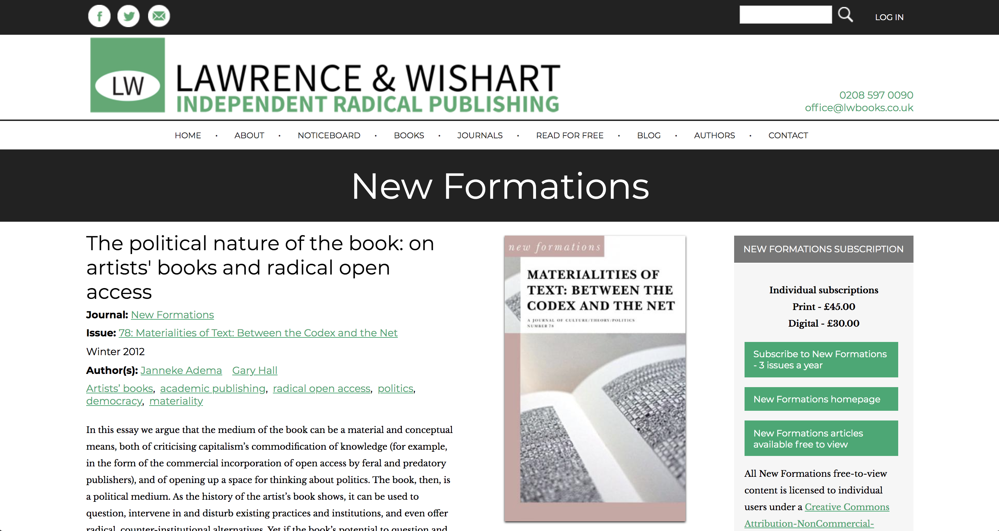 f
LOG IN
LW
LAWRENCE & WISHART
INDEPENDENT RADICAL PUBLISHING
0208 597 0090
office@lwbooks.co.uk
HOME · ABOUT · NOTICEBOARD · BOOKS · JOURNALS · READ FOR FREE · BLOG · AUTHORS · CONTACT
New Formations
The political nature of the book: on
artists' books and radical open
access
Journal: New Formations
Issue: 78: Materialities of Text: Between the Codex and the Net
Winter 2012
Author(s): Janneke Adema Gary Hall
Artists’ books, academic publishing, radical open access, politics,
democracy, materiality
In this essay we argue that the medium of the book can be a material and conceptual
means, both of criticising capitalism’s commodification of knowledge (for example,
in the form of the commercial incorporation of open access by feral and predatory
publishers), and of opening up a space for thinking about politics. The book, then, is
a political medium. As the history of the artist’s book shows, it can be used to
question, intervene in and disturb existing practices and institutions, and even offer
radical, counter-institutional alternatives. Yet if the book’s potential to question and
new formations
MATERIALITIES OF
TEXT: BETWEEN THE
CODEX AND THE NET
A JOURNAL OF CULTURE/THEORY/POLITICS
NUMBER 78
NEW FORMATIONS SUBSCRIPTION
Individual subscriptions
Print - £45.00
Digital - £30.00
Subscribe to New Formations
- 3 issues a year
New Formations homepage
New Formations articles
available free to view
All New Formations free-to-view
content is licensed to individual
users under a Creative Commons
Attribution-NonCommercial-